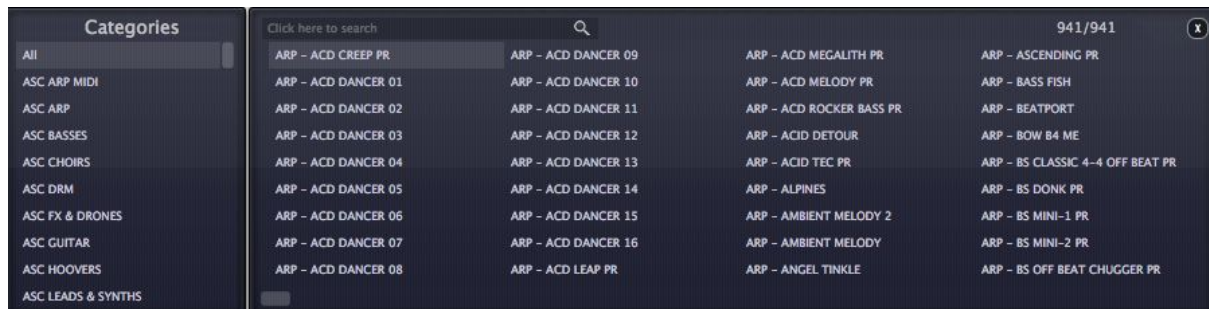 Categories
All
ASC ARP MIDI
ASC ARP
ASC BASSES
ASC CHOIRS
ASC DRM
ASC FX & DRONES
ASC GUITAR
ASC HOOVERS
ASC LEADS & SYNTHS
Click here to search
941/941
X
ARP – ACD CREEP PR
ARP – ACD DANCER 01
ARP – ACD DANCER 02
ARP – ACD DANCER 03
ARP – ACD DANCER 04
ARP – ACD DANCER 05
ARP – ACD DANCER 06
ARP – ACD DANCER 07
ARP – ACD DANCER 08
ARP – ACD DANCER 09
ARP – ACD DANCER 10
ARP – ACD DANCER 11
ARP – ACD DANCER 12
ARP – ACD DANCER 13
ARP – ACD DANCER 14
ARP – ACD DANCER 15
ARP – ACD DANCER 16
ARP – ACD LEAP PR
ARP – ACD MEGALITH PR
ARP – ACD MELODY PR
ARP – ACD ROCKER BASS PR
ARP – ACID DETOUR
ARP – ACID TEC PR
ARP – ALPINES
ARP – AMBIENT MELODY 2
ARP – AMBIENT MELODY
ARP – ANGEL TINKLE
ARP – ASCENDING PR
ARP – BASS FISH
ARP – BEATPORT
ARP – BOW B4 ME
ARP – BS CLASSIC 4–4 OFF BEAT PR
ARP – BS DONK PR
ARP – BS MINI–1 PR
ARP – BS MINI–2 PR
ARP – BS OFF BEAT CHUGGER PR